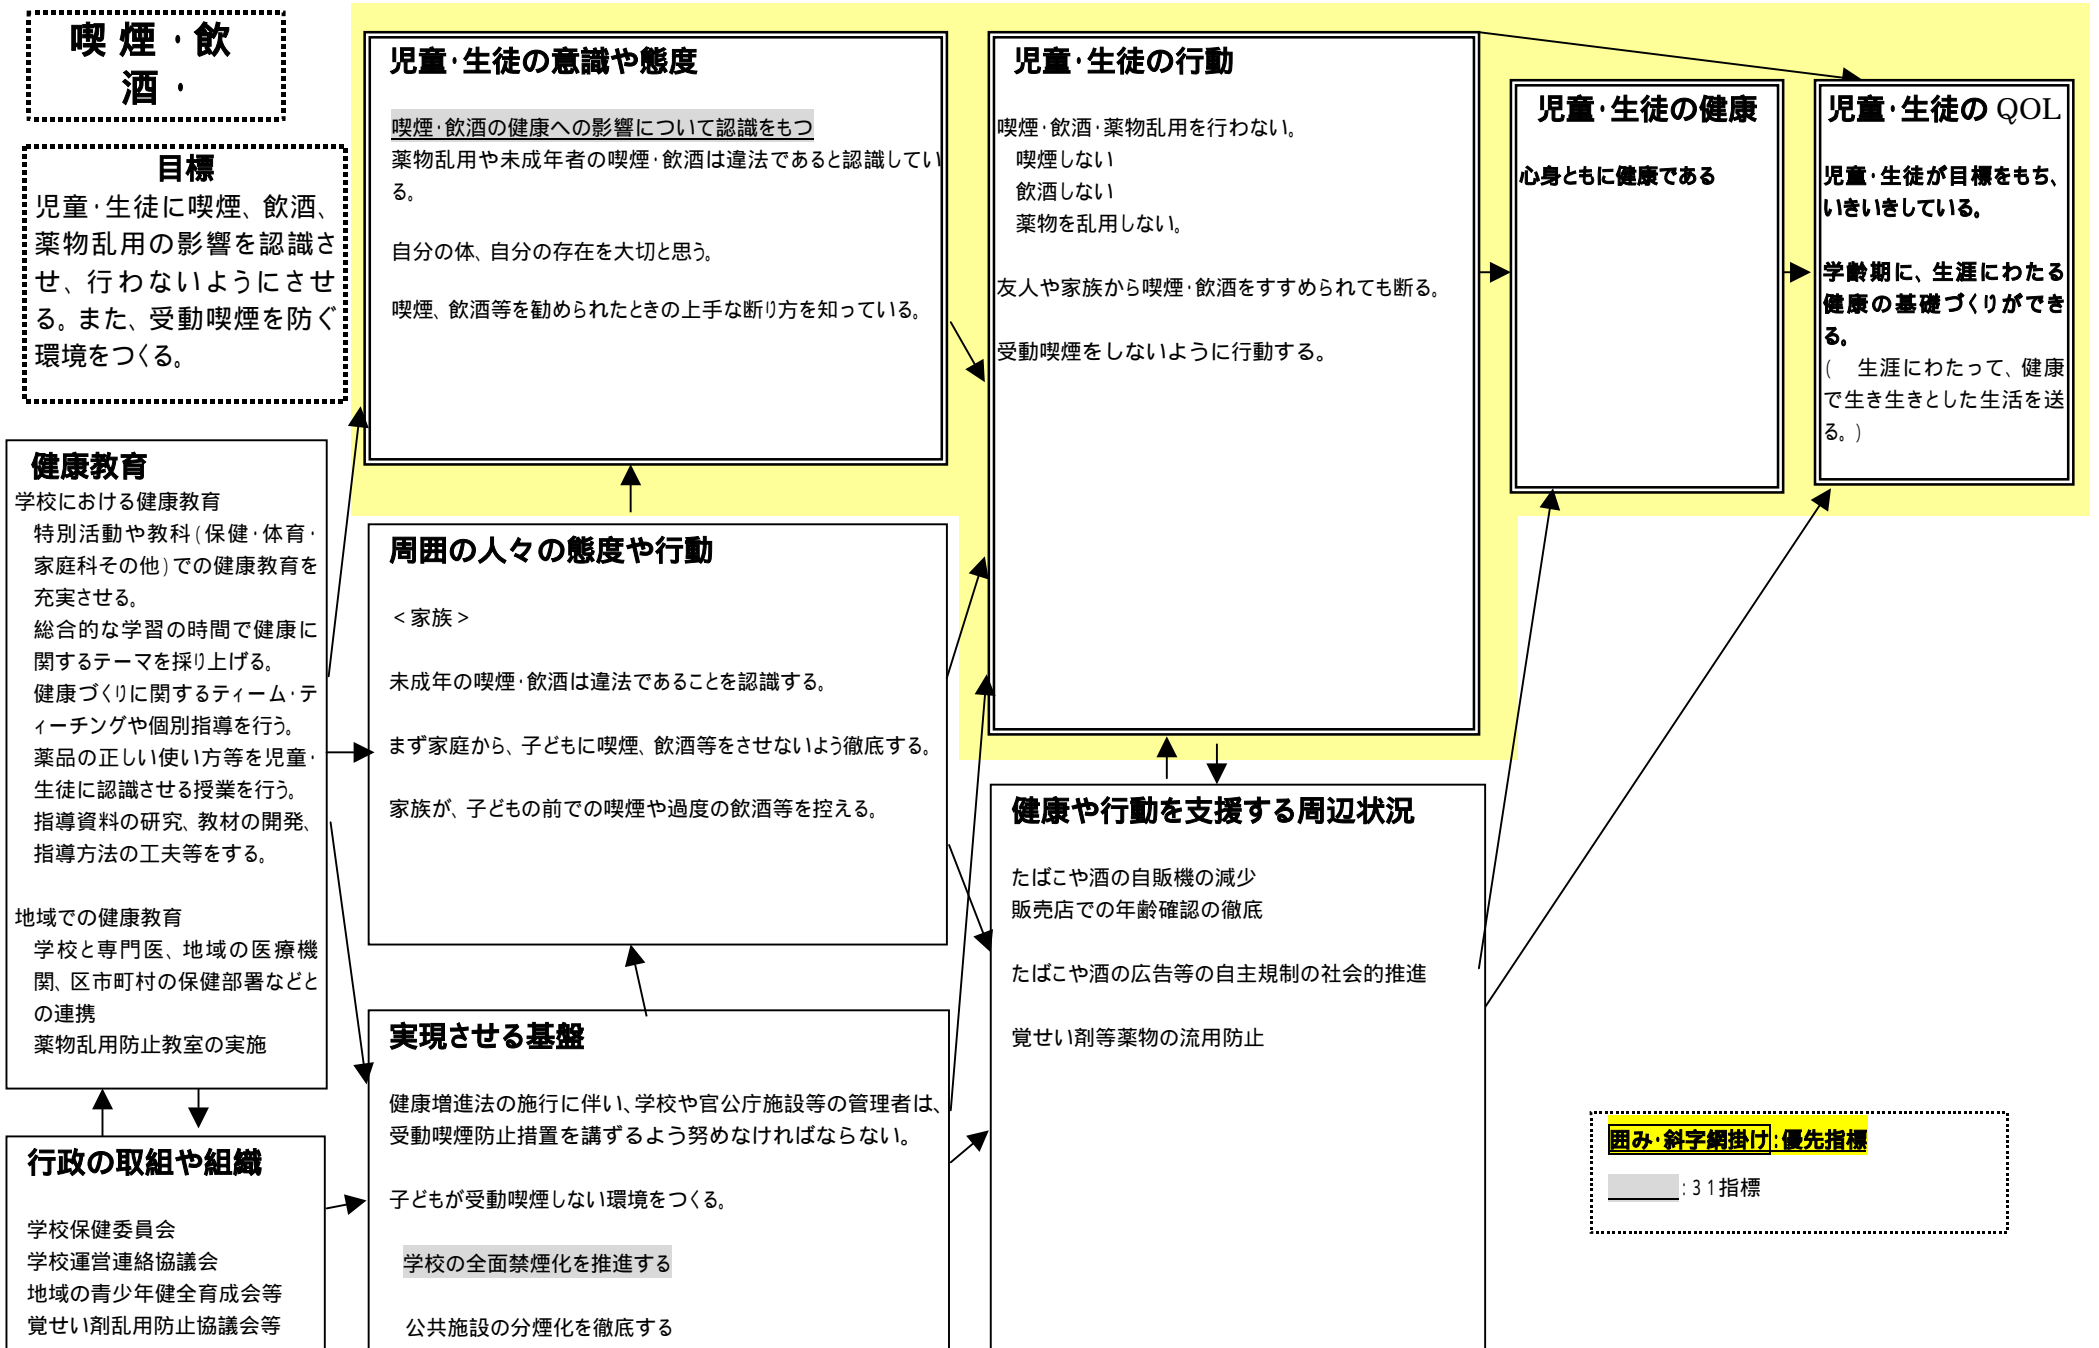 喫煙・飲
酒・
目標
児童・生徒に喫煙、飲酒、
薬物乱用の影響を認識さ
せ、行わないようにさせ
る。また、受動喫煙を防ぐ
環境をつくる。
児童・生徒の意識や態度
喫煙・飲酒の健康への影響について認識をもつ
薬物乱用や未成年者の喫煙・飲酒は違法であると認識してい
る。
自分の体、自分の存在を大切と思う。
喫煙、飲酒等を勧められたときの上手な断り方を知っている。
児童・生徒の行動
喫煙・飲酒・薬物乱用を行わない。
喫煙しない
飲酒しない
薬物を乱用しない。
友人や家族から喫煙・飲酒をすすめられても断る。
受動喫煙をしないように行動する。
児童・生徒の健康
心身ともに健康である
児童・生徒の QOL
児童・生徒が目標をもち、
いきいきしている。
学齢期に、生涯にわたる
健康の基礎づくりができ
る。
(　生涯にわたって、健康
で生き生きとした生活を送
る。)
健康教育
学校における健康教育
特別活動や教科(保健・体育・
家庭科その他)での健康教育を
充実させる。
総合的な学習の時間で健康に
関するテーマを採り上げる。
健康づくりに関するティーム・テ
ィーチングや個別指導を行う。
薬品の正しい使い方等を児童・
生徒に認識させる授業を行う。
指導資料の研究、教材の開発、
指導方法の工夫等をする。
地域での健康教育
学校と専門医、地域の医療機
関、区市町村の保健部署などと
の連携
薬物乱用防止教室の実施
周囲の人々の態度や行動
<家族>
未成年の喫煙・飲酒は違法であることを認識する。
まず家庭から、子どもに喫煙、飲酒等をさせないよう徹底する。
家族が、子どもの前での喫煙や過度の飲酒等を控える。
健康や行動を支援する周辺状況
たばこや酒の自販機の減少
販売店での年齢確認の徹底
たばこや酒の広告等の自主規制の社会的推進
覚せい剤等薬物の流用防止
行政の取組や組織
学校保健委員会
学校運営連絡協議会
地域の青少年健全育成会等
覚せい剤乱用防止協議会等
実現させる基盤
健康増進法の施行に伴い、学校や官公庁施設等の管理者は、
受動喫煙防止措置を講ずるよう努めなければならない。
子どもが受動喫煙しない環境をつくる。
学校の全面禁煙化を推進する
公共施設の分煙化を徹底する
囲み・斜字網掛け:優先指標
:31指標